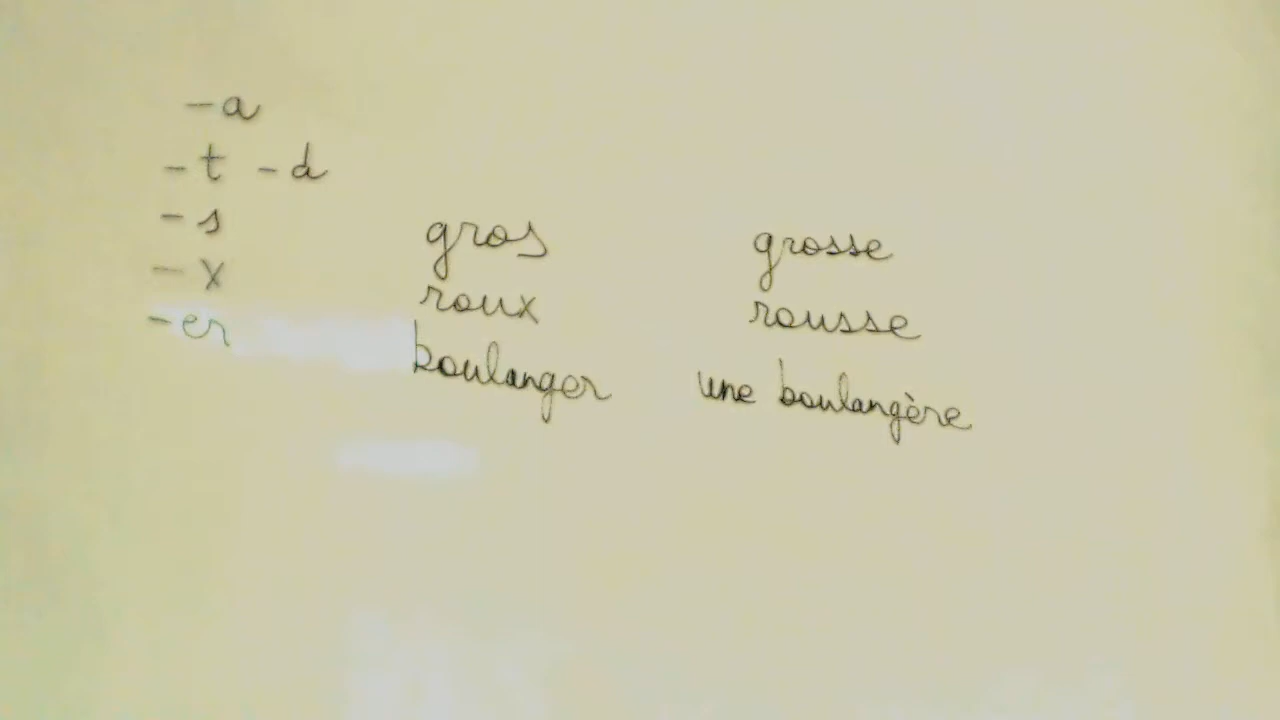 -a
-t -d
-s gros grosse
-x roux rousse
-er boulanger une boulangère